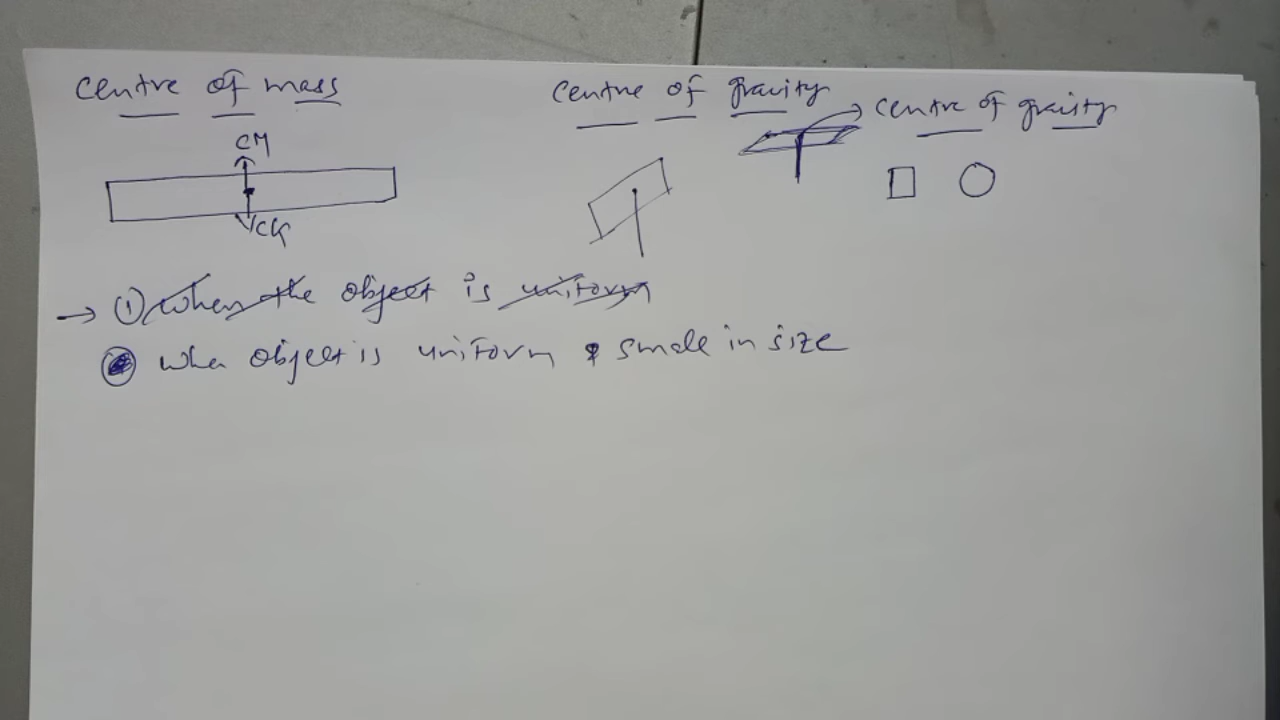 centre of mass
centre of gravity
centre of gravity
CM
CG
→ ① when the object is uniform
when object is uniform & small in size